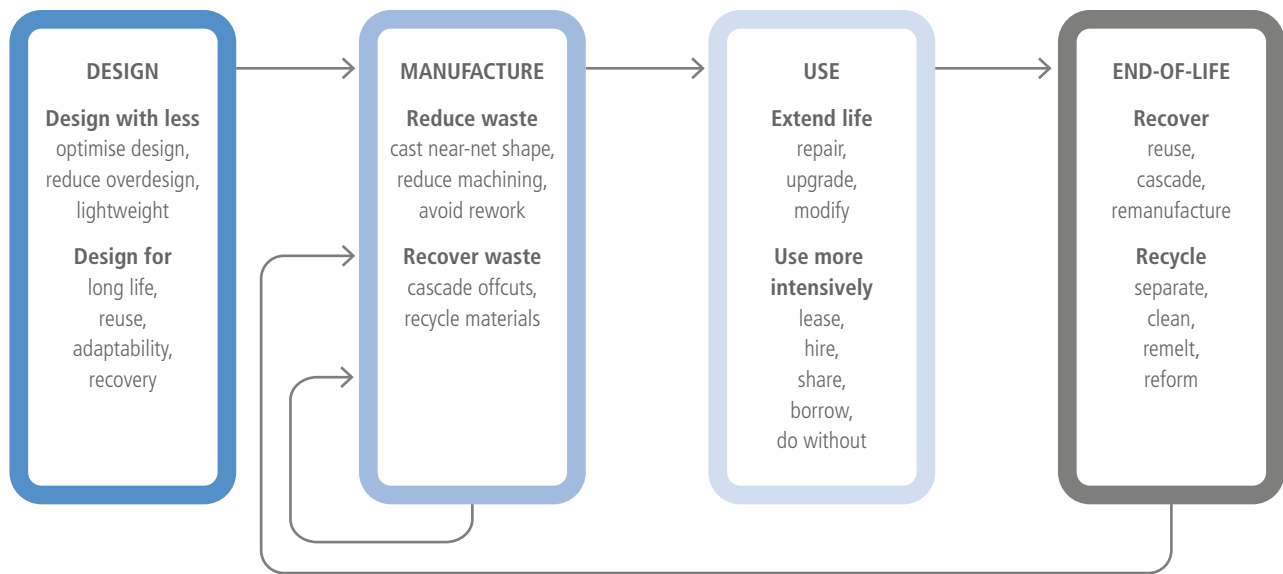 DESIGN
Design with less
optimise design,
reduce overdesign,
lightweight
Design for
long life,
reuse,
adaptability,
recovery
MANUFACTURE
Reduce waste
cast near-net shape,
reduce machining,
avoid rework
Recover waste
cascade offcuts,
recycle materials
USE
Extend life
repair,
upgrade,
modify
Use more
intensively
lease,
hire,
share,
borrow,
do without
END-OF-LIFE
Recover
reuse,
cascade,
remanufacture
Recycle
separate,
clean,
remelt,
reform